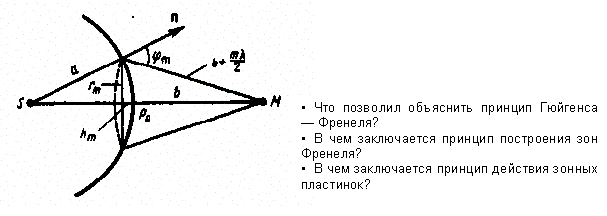 n
a
φm
b + mλ/2
rm
S
b
M
hm
P0
▪ Что позволил объяснить принцип Гюйгенса
— Френеля?
▪ В чем заключается принцип построения зон
Френеля?
▪ В чем заключается принцип действия зонных
пластинок?